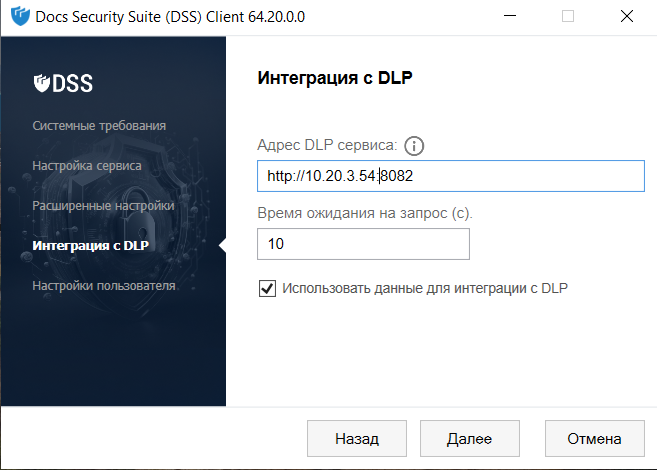 Docs Security Suite (DSS) Client 64.20.0.0
DSS
Системные требования
Настройка сервиса
Расширенные настройки
Интеграция с DLP
Настройки пользователя
Интеграция с DLP
Адрес DLP сервиса:
http://10.20.3.54:8082
Время ожидания на запрос (с).
10
Использовать данные для интеграции с DLP
Назад
Далее
Отмена